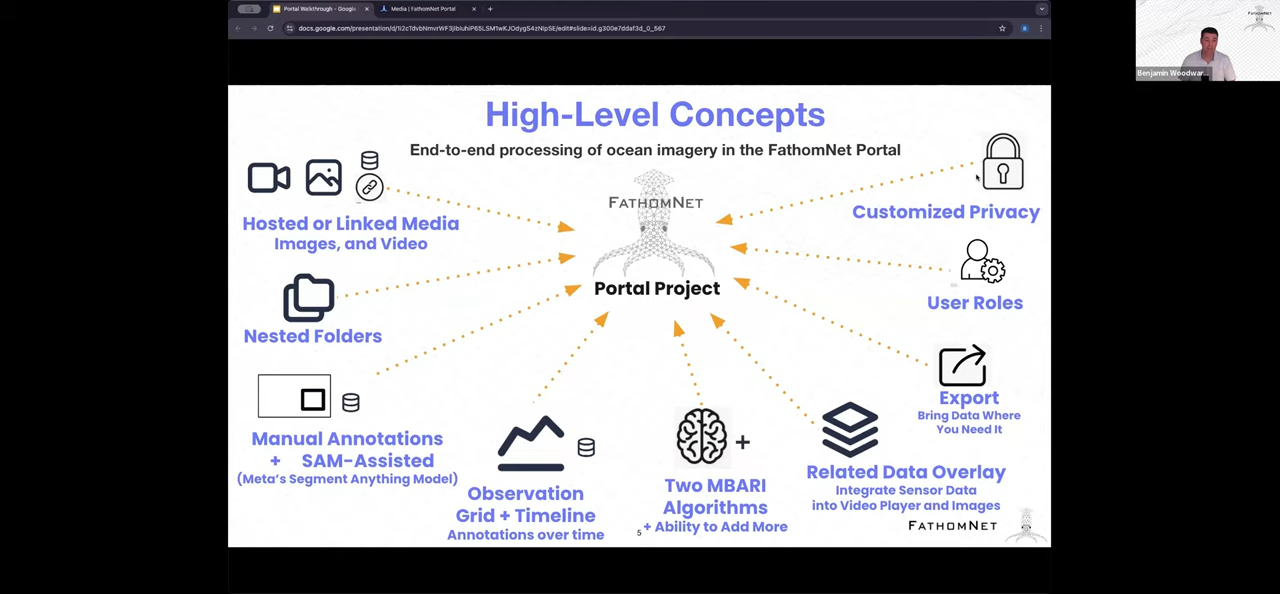 Portal Walkthrough - Google
Media | FathomNet Portal
High-Level Concepts
End-to-end processing of ocean imagery in the FathomNet Portal
FATHOMNET
Portal Project
Hosted or Linked Media
Images, and Video
Nested Folders
Manual Annotations
+ SAM-Assisted
(Meta's Segment Anything Model)
Observation
Grid + Timeline
Annotations over time
Two MBARI
Algorithms
+ Ability to Add More
+
Related Data Overlay
Integrate Sensor Data
into Video Player and Images
Export
Bring Data Where
You Need It
User Roles
Customized Privacy
5
FATHOMNET
Benjamin Woodwar...